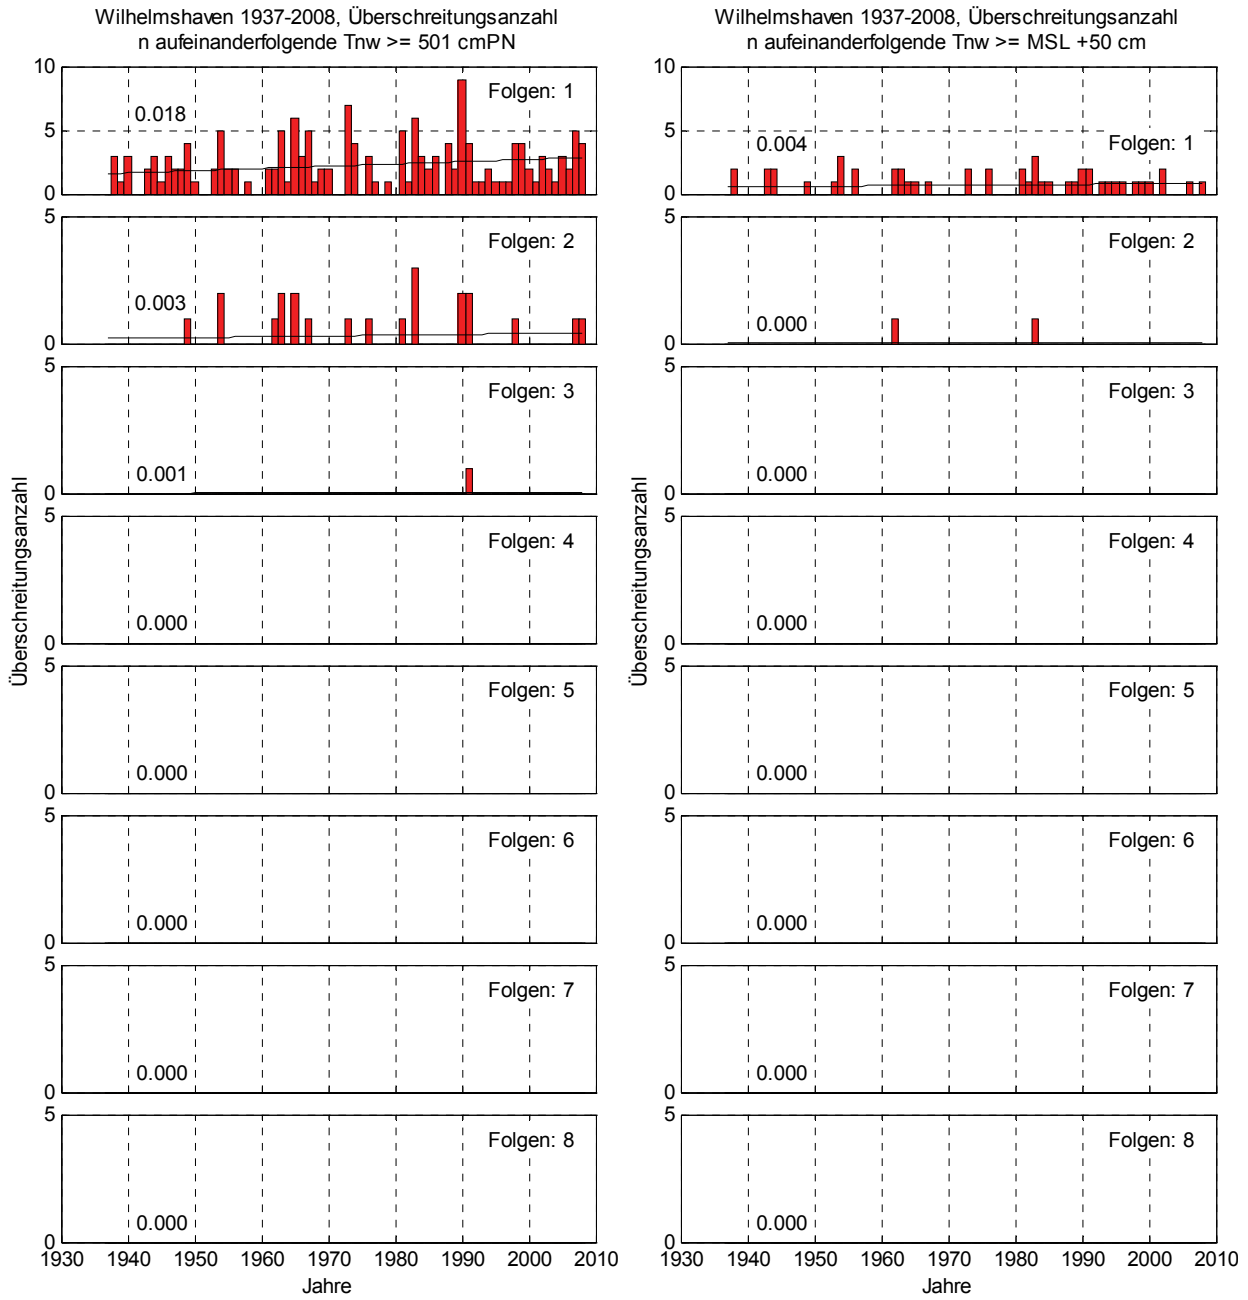 Wilhelmshaven 1937-2008, Überschreitungsanzahl
n aufeinanderfolgende Tnw >= 501 cmPN
10
5
0
Folgen: 1
0.018
5
0
Folgen: 2
0.003
5
0
Folgen: 3
0.001
5
0
Folgen: 4
0.000
5
0
Folgen: 5
0.000
5
0
Folgen: 6
0.000
5
0
Folgen: 7
0.000
5
0
Folgen: 8
0.000
1930 1940 1950 1960 1970 1980 1990 2000 2010
Jahre
Überschreitungsanzahl
Wilhelmshaven 1937-2008, Überschreitungsanzahl
n aufeinanderfolgende Tnw >= MSL +50 cm
10
5
0
Folgen: 1
0.004
5
0
Folgen: 2
0.000
5
0
Folgen: 3
0.000
5
0
Folgen: 4
0.000
5
0
Folgen: 5
0.000
5
0
Folgen: 6
0.000
5
0
Folgen: 7
0.000
5
0
Folgen: 8
0.000
1930 1940 1950 1960 1970 1980 1990 2000 2010
Jahre
Überschreitungsanzahl